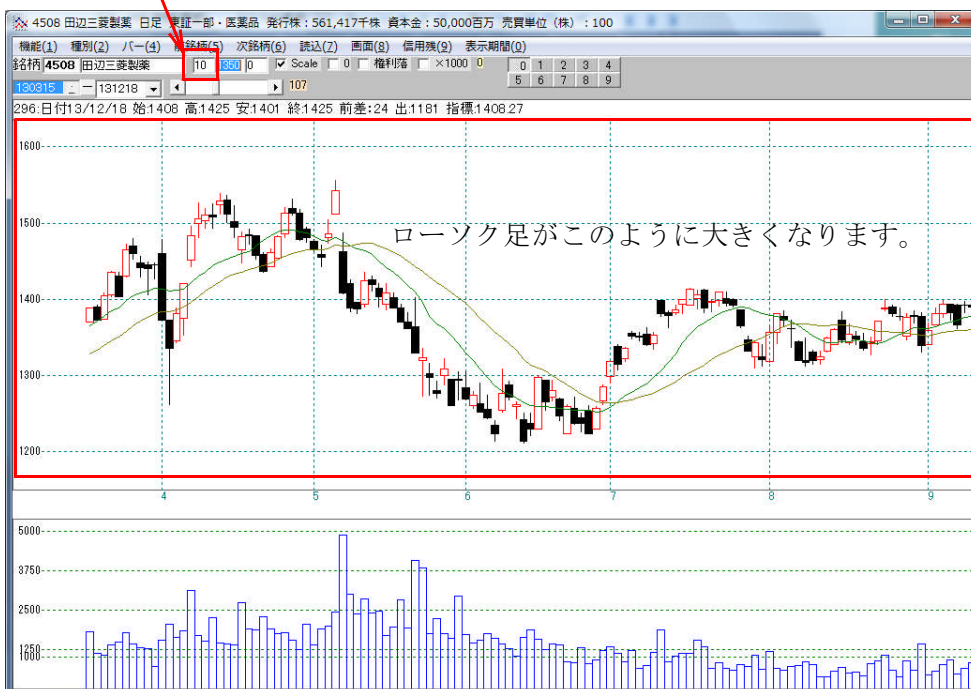 4508 田辺三菱製薬 日足 東証一部・医薬品 発行株：561,417千株 資本金：50,000百万 売買単位（株）：100
機能(1) 種別(2) バー(4) 銘柄(5) 次銘柄(6) 読込(7) 画面(8) 信用残(9) 表示期間(0)
銘柄 4508 田辺三菱製薬 10 1350 0 Scale 0 権利落 ×1000 0 0 1 2 3 4
130315 － 131218 107 5 6 7 8 9
296:日付13/12/18 始:1408 高:1425 安:1401 終:1425 前差:24 出:1181 指標:1408.27
1600
1500
ローソク足がこのように大きくなります。
1400
1300
1200
4 5 6 7 8 9
5000
3750
2500
1250
1000